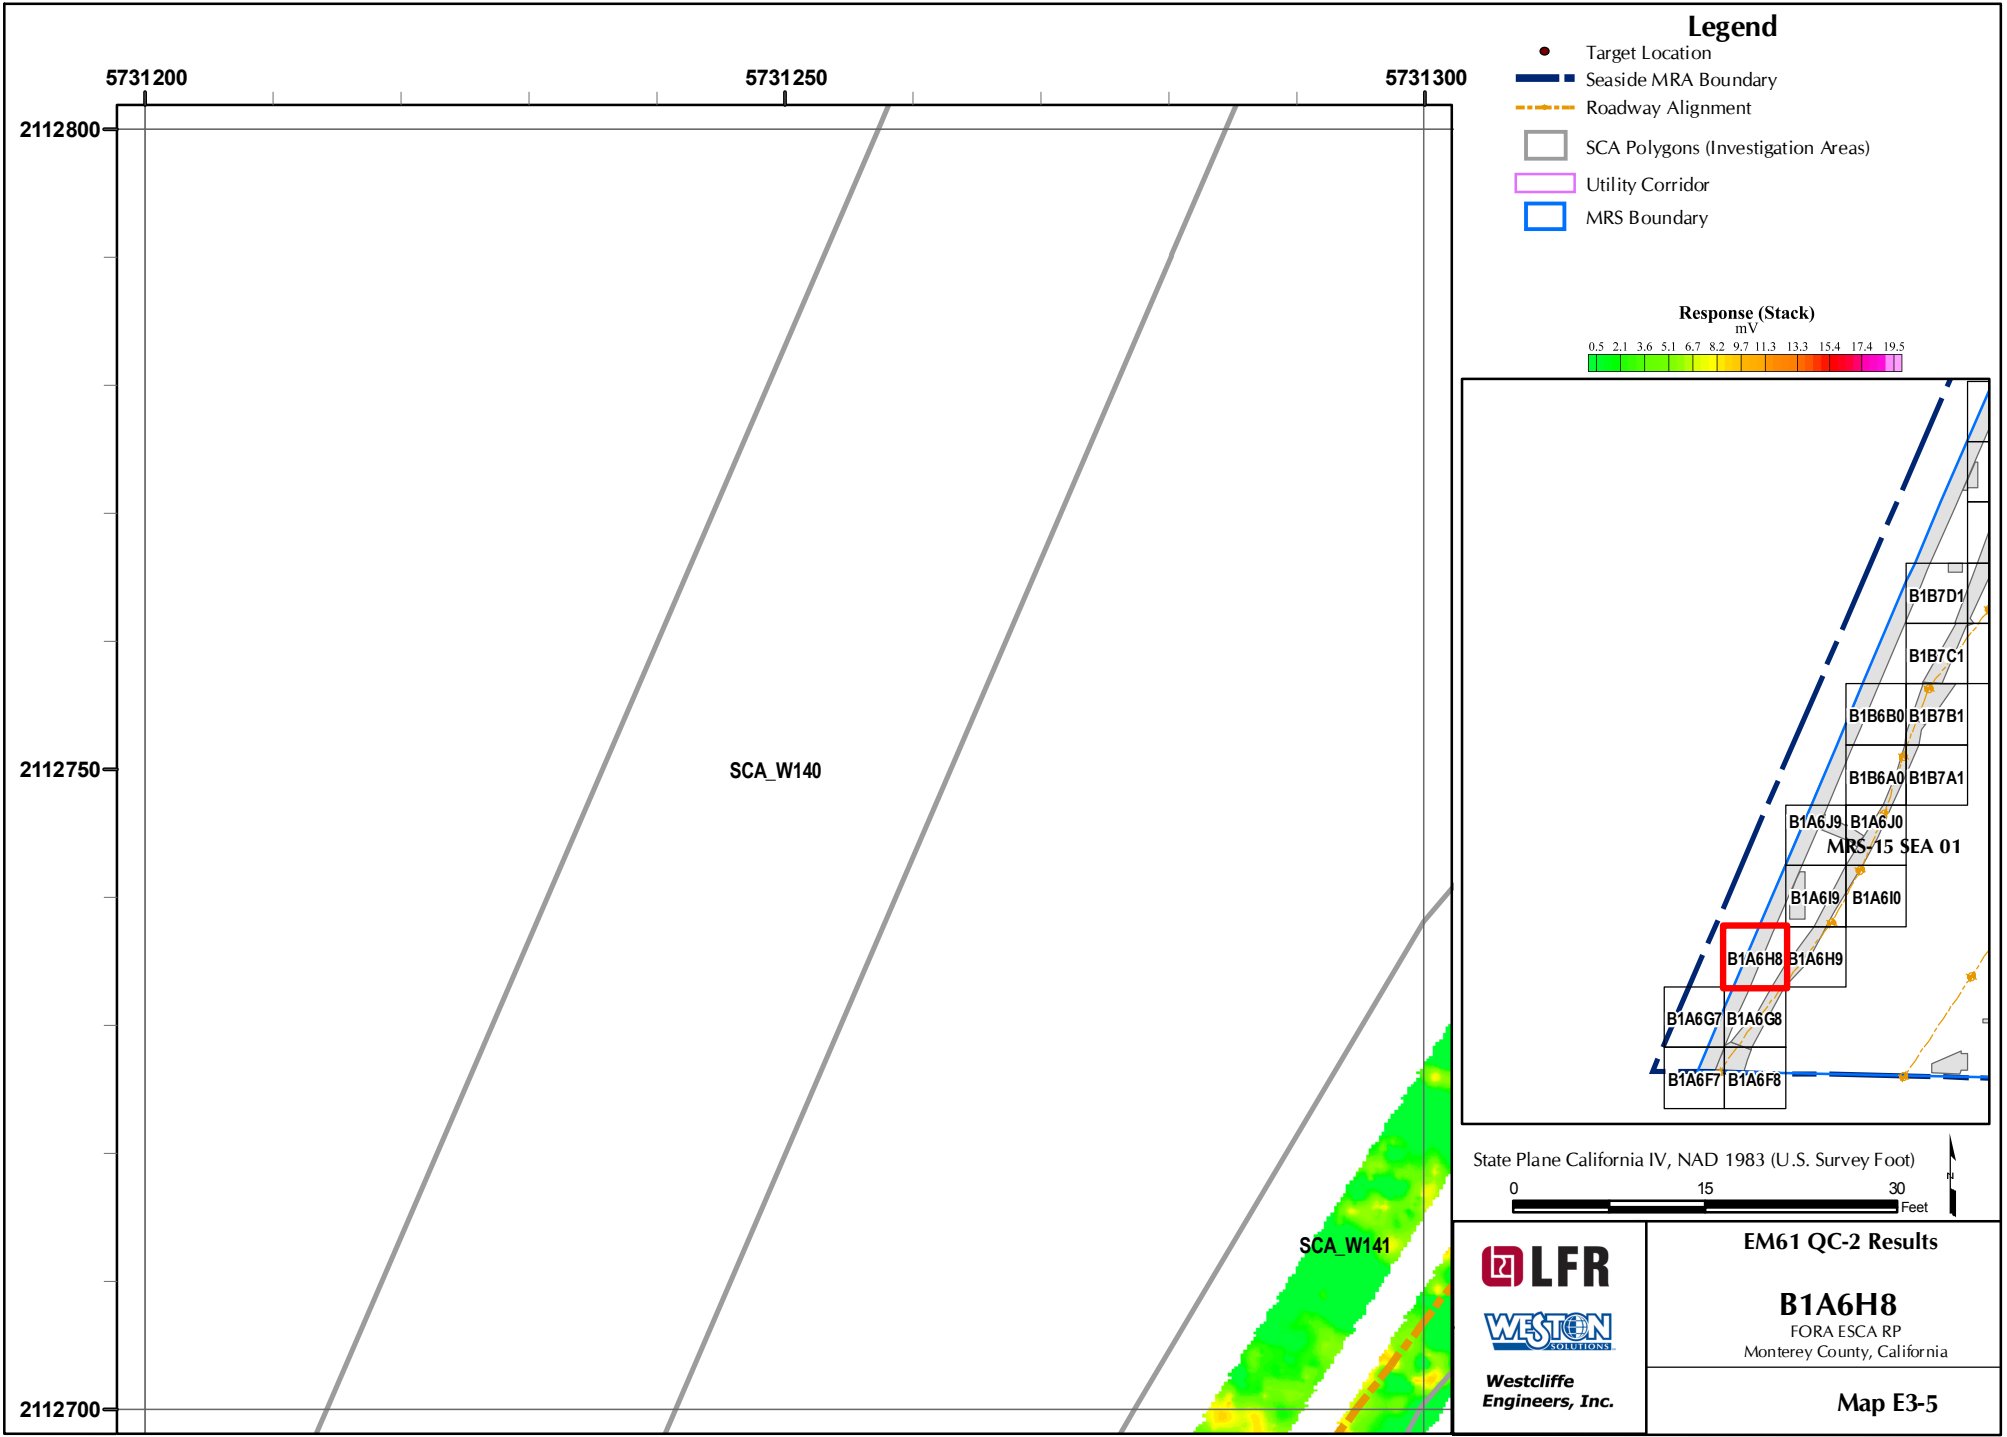 Legend
Target Location
Seaside MRA Boundary
Roadway Alignment
SCA Polygons (Investigation Areas)
Utility Corridor
MRS Boundary
5731200
5731250
5731300
2112800
2112750
2112700
SCA_W140
SCA_W141
Response (Stack)
mV
0.5 2.1 3.6 5.1 6.7 8.2 9.7 11.3 13.3 15.4 17.4 19.5
B1B7D1
B1B7C1
B1B6B0 B1B7B1
B1B6A0 B1B7A1
B1A6J9 B1A6J0
MRS-15 SEA 01
B1A6I9 B1A6I0
B1A6H8 B1A6H9
B1A6G7 B1A6G8
B1A6F7 B1A6F8
State Plane California IV, NAD 1983 (U.S. Survey Foot)
0 15 30
Feet
N
LFR
WESTON
SOLUTIONS
Westcliffe
Engineers, Inc.
EM61 QC-2 Results
B1A6H8
FORA ESCA RP
Monterey County, California
Map E3-5